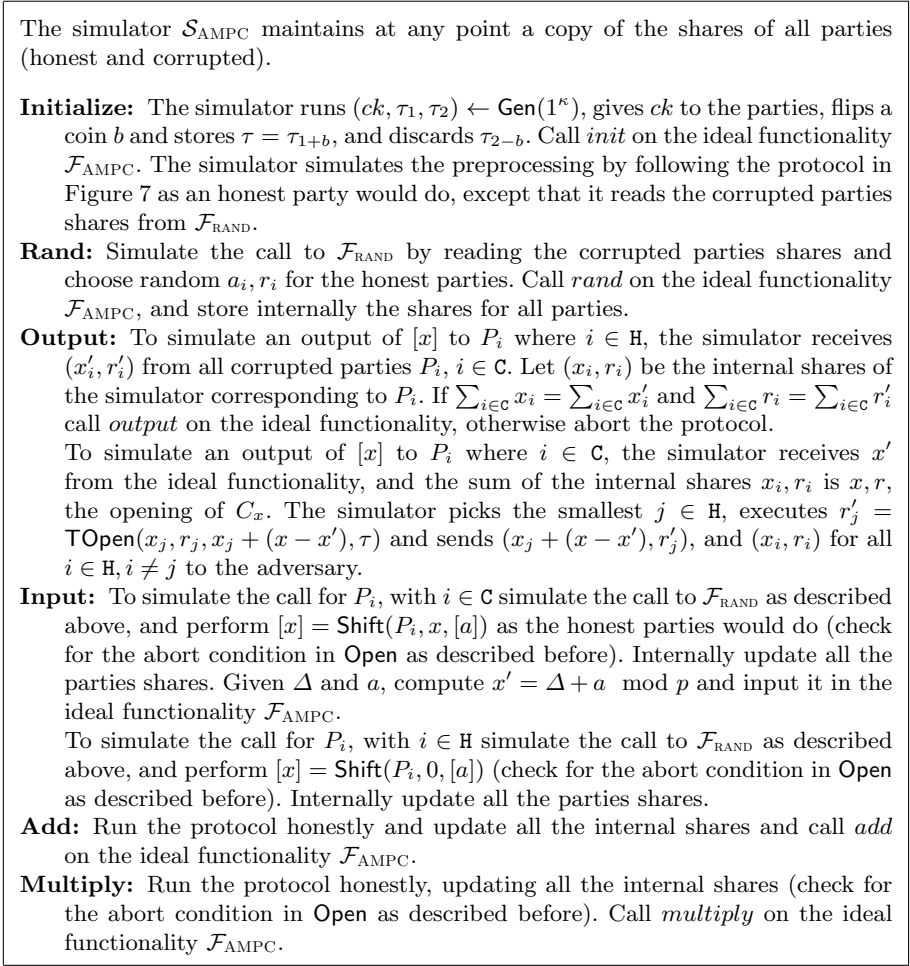 The simulator 𝒮_AMPC maintains at any point a copy of the shares of all parties
(honest and corrupted).
Initialize: The simulator runs (ck, τ₁, τ₂) ← Gen(1^κ), gives ck to the parties, flips a
coin b and stores τ = τ_{1+b}, and discards τ_{2−b}. Call init on the ideal functionality
ℱ_AMPC. The simulator simulates the preprocessing by following the protocol in
Figure 7 as an honest party would do, except that it reads the corrupted parties
shares from ℱ_RAND.
Rand: Simulate the call to ℱ_RAND by reading the corrupted parties shares and
choose random a_i, r_i for the honest parties. Call rand on the ideal functionality
ℱ_AMPC, and store internally the shares for all parties.
Output: To simulate an output of [x] to P_i where i ∈ H, the simulator receives
(x′_i, r′_i) from all corrupted parties P_i, i ∈ C. Let (x_i, r_i) be the internal shares of
the simulator corresponding to P_i. If ∑_{i∈C} x_i = ∑_{i∈C} x′_i and ∑_{i∈C} r_i = ∑_{i∈C} r′_i
call output on the ideal functionality, otherwise abort the protocol.
To simulate an output of [x] to P_i where i ∈ C, the simulator receives x′
from the ideal functionality, and the sum of the internal shares x_i, r_i is x, r,
the opening of C_x. The simulator picks the smallest j ∈ H, executes r′_j =
TOpen(x_j, r_j, x_j + (x − x′), τ) and sends (x_j + (x − x′), r′_j), and (x_i, r_i) for all
i ∈ H, i ≠ j to the adversary.
Input: To simulate the call for P_i, with i ∈ C simulate the call to ℱ_RAND as described
above, and perform [x] = Shift(P_i, x, [a]) as the honest parties would do (check
for the abort condition in Open as described before). Internally update all the
parties shares. Given Δ and a, compute x′ = Δ + a mod p and input it in the
ideal functionality ℱ_AMPC.
To simulate the call for P_i, with i ∈ H simulate the call to ℱ_RAND as described
above, and perform [x] = Shift(P_i, 0, [a]) (check for the abort condition in Open
as described before). Internally update all the parties shares.
Add: Run the protocol honestly and update all the internal shares and call add
on the ideal functionality ℱ_AMPC.
Multiply: Run the protocol honestly, updating all the internal shares (check for
the abort condition in Open as described before). Call multiply on the ideal
functionality ℱ_AMPC.